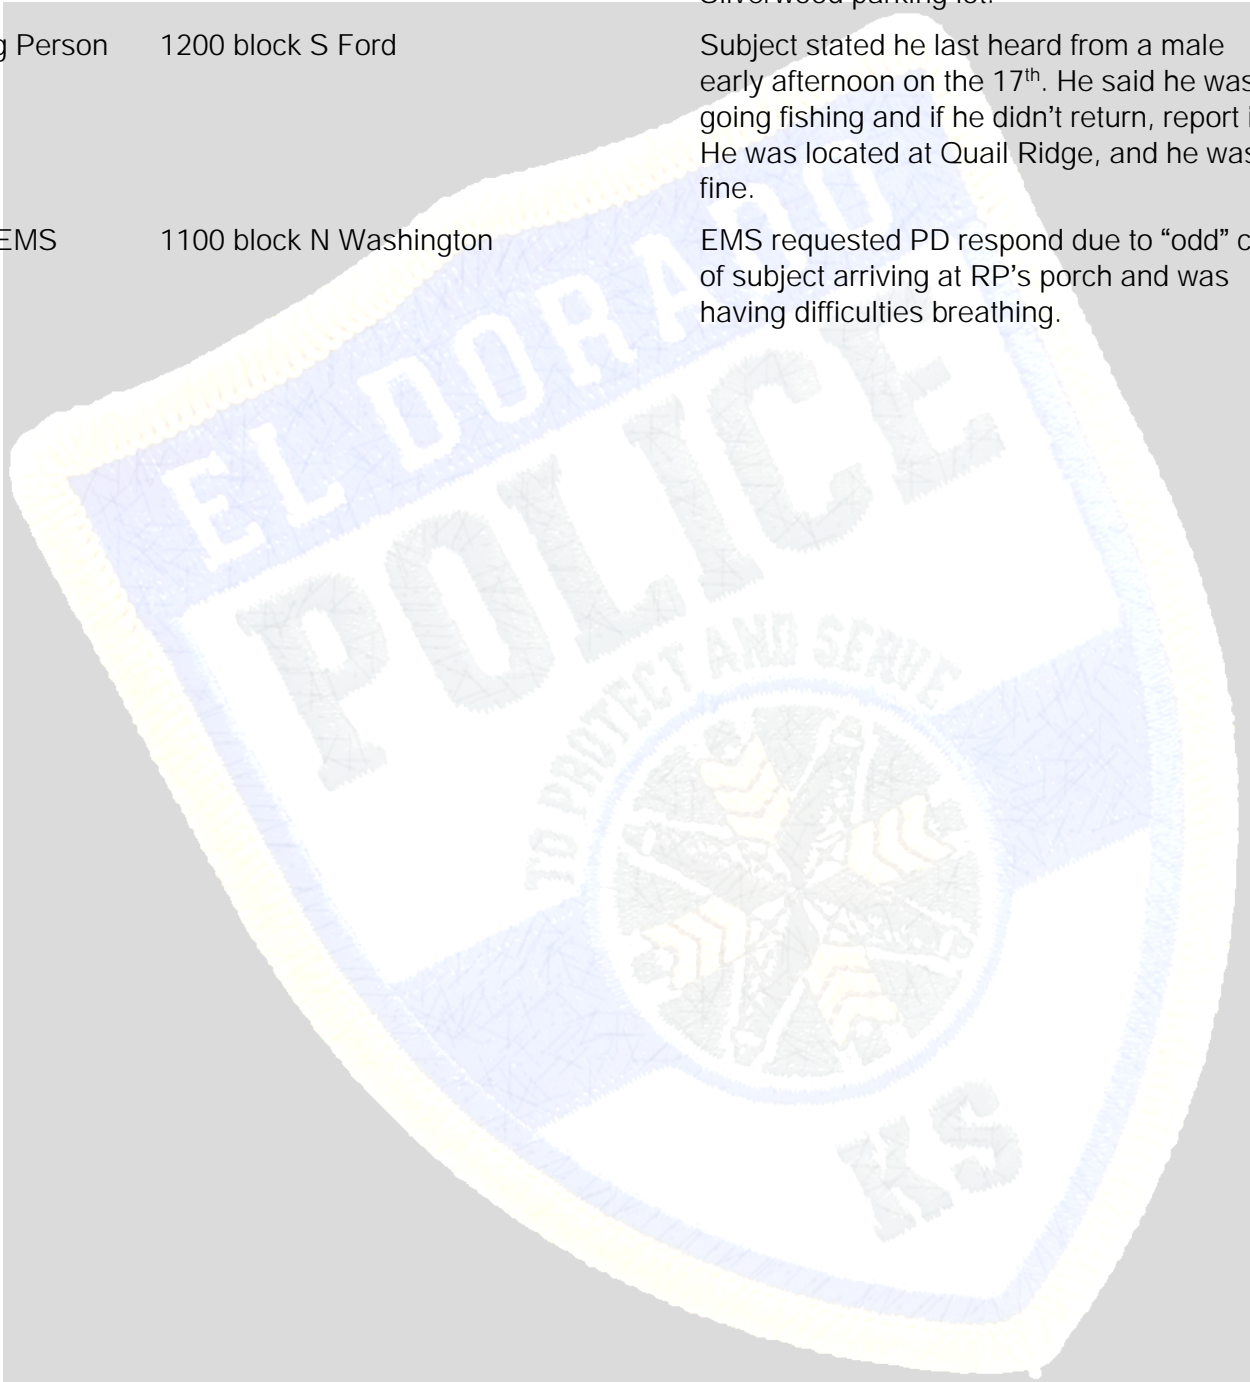 Silverwood parking lot.
Person 1200 block S Ford Subject stated he last heard from a male
early afternoon on the 17th. He said he was
going fishing and if he didn't return, report
He was located at Quail Ridge, and he was
fine.
EMS 1100 block N Washington EMS requested PD respond due to “odd”
of subject arriving at RP's porch and was
having difficulties breathing.
EL DORADO
POLICE
TO PROTECT AND SERVE
KS